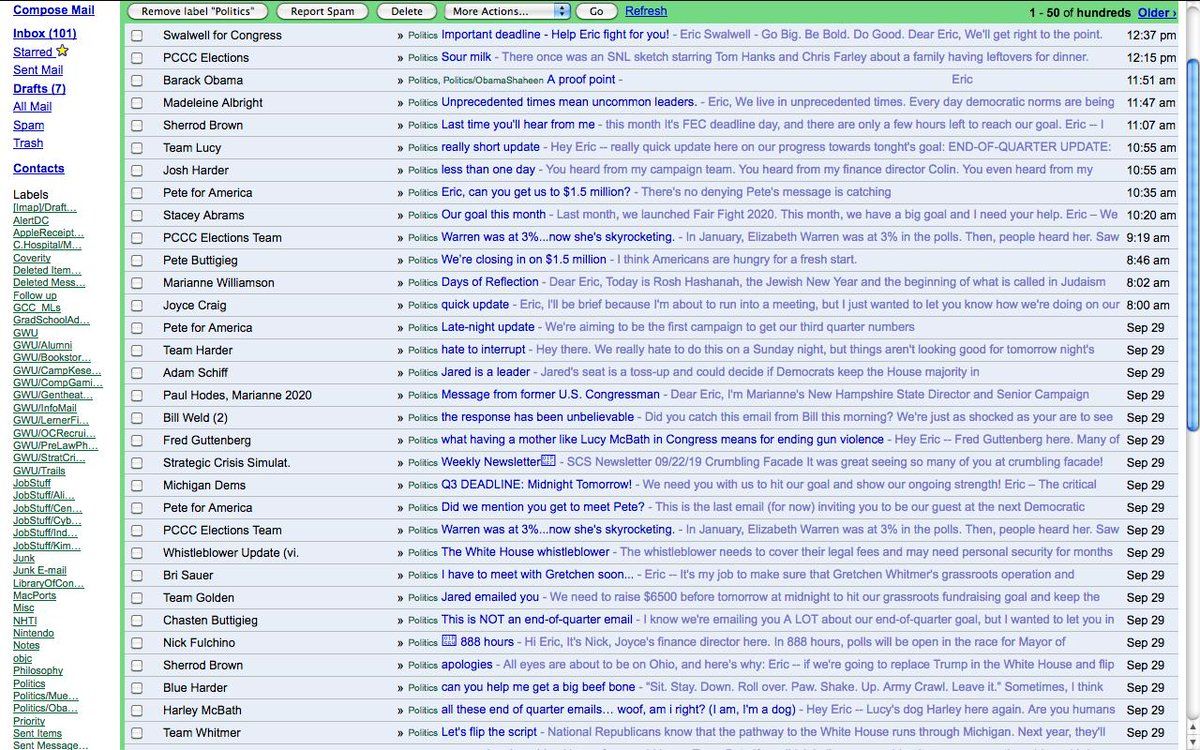 Compose Mail
Inbox (101)
Starred
Sent Mail
Drafts (7)
All Mail
Spam
Trash
Contacts
Labels
[Imap]/Draft...
AlertDC
AppleReceipt...
C.Hospital/M...
Coverity
Deleted Item...
Deleted Mess...
Follow up
GCC_MLs
GradSchoolAd...
GWU
GWU/Alumni
GWU/Bookstor...
GWU/CampKese...
GWU/CompGami...
GWU/Gentheat...
GWU/InfoMail
GWU/LernerFi...
GWU/OCRecrui...
GWU/PreLawPh...
GWU/StratCri...
GWU/Trails
JobStuff
JobStuff/Ali...
JobStuff/Cen...
JobStuff/Cyb...
JobStuff/Ind...
JobStuff/Kim...
Junk
Junk E-mail
LibraryOfCon...
MacPorts
Misc
NHTI
Nintendo
Notes
objc
Philosophy
Politics
Politics/Mue...
Politics/Oba...
Priority
Sent Items
Sent Message...
Remove label "Politics" Report Spam Delete More Actions... Go Refresh 1 - 50 of hundreds Older ›
Swalwell for Congress » Politics Important deadline - Help Eric fight for you! - Eric Swalwell - Go Big. Be Bold. Do Good. Dear Eric, We'll get right to the point. 12:37 pm
PCCC Elections » Politics Sour milk - There once was an SNL sketch starring Tom Hanks and Chris Farley about a family having leftovers for dinner. 12:15 pm
Barack Obama » Politics, Politics/ObamaShaheen A proof point - Eric 11:51 am
Madeleine Albright » Politics Unprecedented times mean uncommon leaders. - Eric, We live in unprecedented times. Every day democratic norms are being 11:47 am
Sherrod Brown » Politics Last time you'll hear from me - this month It's FEC deadline day, and there are only a few hours left to reach our goal. Eric -- I 11:07 am
Team Lucy » Politics really short update - Hey Eric -- really quick update here on our progress towards tonght's goal: END-OF-QUARTER UPDATE: 10:55 am
Josh Harder » Politics less than one day - You heard from my campaign team. You heard from my finance director Colin. You even heard from my 10:55 am
Pete for America » Politics Eric, can you get us to $1.5 million? - There's no denying Pete's message is catching 10:35 am
Stacey Abrams » Politics Our goal this month - Last month, we launched Fair Fight 2020. This month, we have a big goal and I need your help. Eric – We 10:20 am
PCCC Elections Team » Politics Warren was at 3%...now she's skyrocketing. - In January, Elizabeth Warren was at 3% in the polls. Then, people heard her. Saw 9:19 am
Pete Buttigieg » Politics We're closing in on $1.5 million - I think Americans are hungry for a fresh start. 8:46 am
Marianne Williamson » Politics Days of Reflection - Dear Eric, Today is Rosh Hashanah, the Jewish New Year and the beginning of what is called in Judaism 8:02 am
Joyce Craig » Politics quick update - Eric, I'll be brief because I'm about to run into a meeting, but I just wanted to let you know how we're doing on our 8:00 am
Pete for America » Politics Late-night update - We're aiming to be the first campaign to get our third quarter numbers Sep 29
Team Harder » Politics hate to interrupt - Hey there. We really hate to do this on a Sunday night, but things aren't looking good for tomorrow night's Sep 29
Adam Schiff » Politics Jared is a leader - Jared's seat is a toss-up and could decide if Democrats keep the House majority in Sep 29
Paul Hodes, Marianne 2020 » Politics Message from former U.S. Congressman - Dear Eric, I'm Marianne's New Hampshire State Director and Senior Campaign Sep 29
Bill Weld (2) » Politics the response has been unbelievable - Did you catch this email from Bill this morning? We're just as shocked as your are to see Sep 29
Fred Guttenberg » Politics what having a mother like Lucy McBath in Congress means for ending gun violence - Hey Eric -- Fred Guttenberg here. Many of Sep 29
Strategic Crisis Simulat. » Politics Weekly Newsletter - SCS Newsletter 09/22/19 Crumbling Facade It was great seeing so many of you at crumbling facade! Sep 29
Michigan Dems » Politics Q3 DEADLINE: Midnight Tomorrow! - We need you with us to hit our goal and show our ongoing strength! Eric – The critical Sep 29
Pete for America » Politics Did we mention you get to meet Pete? - This is the last email (for now) inviting you to be our guest at the next Democratic Sep 29
PCCC Elections Team » Politics Warren was at 3%...now she's skyrocketing. - In January, Elizabeth Warren was at 3% in the polls. Then, people heard her. Saw Sep 29
Whistleblower Update (vi. » Politics The White House whistleblower - The whistleblower needs to cover their legal fees and may need personal security for months Sep 29
Bri Sauer » Politics I have to meet with Gretchen soon... - Eric -- It's my job to make sure that Gretchen Whitmer's grassroots operation and Sep 29
Team Golden » Politics Jared emailed you - We need to raise $6500 before tomorrow at midnight to hit our grassroots fundraising goal and keep the Sep 29
Chasten Buttigieg » Politics This is NOT an end-of-quarter email - I know we're emailing you A LOT about our end-of-quarter goal, but I wanted to let you in Sep 29
Nick Fulchino » Politics 888 hours - Hi Eric, It's Nick, Joyce's finance director here. In 888 hours, polls will be open in the race for Mayor of Sep 29
Sherrod Brown » Politics apologies - All eyes are about to be on Ohio, and here's why: Eric -- if we're going to replace Trump in the White House and flip Sep 29
Blue Harder » Politics can you help me get a big beef bone - "Sit. Stay. Down. Roll over. Paw. Shake. Up. Army Crawl. Leave it." Sometimes, I think Sep 29
Harley McBath » Politics all these end of quarter emails… woof, am i right? (I am, I'm a dog) - Hey Eric -- Lucy's dog Harley here again. Are you humans Sep 29
Team Whitmer » Politics Let's flip the script - National Republicans know that the pathway to the White House runs through Michigan. Next year, they'll Sep 29